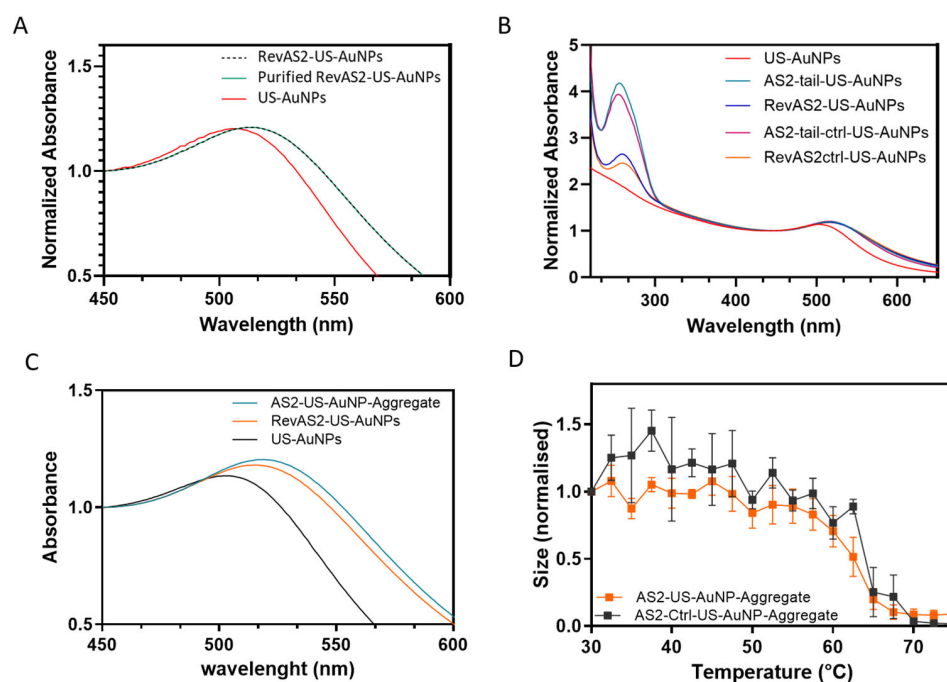 A
Normalized Absorbance
1.5
1.0
0.5
450 500 550 600
Wavelength (nm)
RevAS2-US-AuNPs
Purified RevAS2-US-AuNPs
US-AuNPs
B
Normalized Absorbance
5
4
3
2
1
0
300 400 500 600
Wavelength (nm)
US-AuNPs
AS2-tail-US-AuNPs
RevAS2-US-AuNPs
AS2-tail-ctrl-US-AuNPs
RevAS2ctrl-US-AuNPs
C
Absorbance
1.5
1.0
0.5
450 500 550 600
wavelenght (nm)
AS2-US-AuNP-Aggregate
RevAS2-US-AuNPs
US-AuNPs
D
Size (normalised)
1.5
1.0
0.5
0.0
30 40 50 60 70
Temperature (°C)
AS2-US-AuNP-Aggregate
AS2-Ctrl-US-AuNP-Aggregate